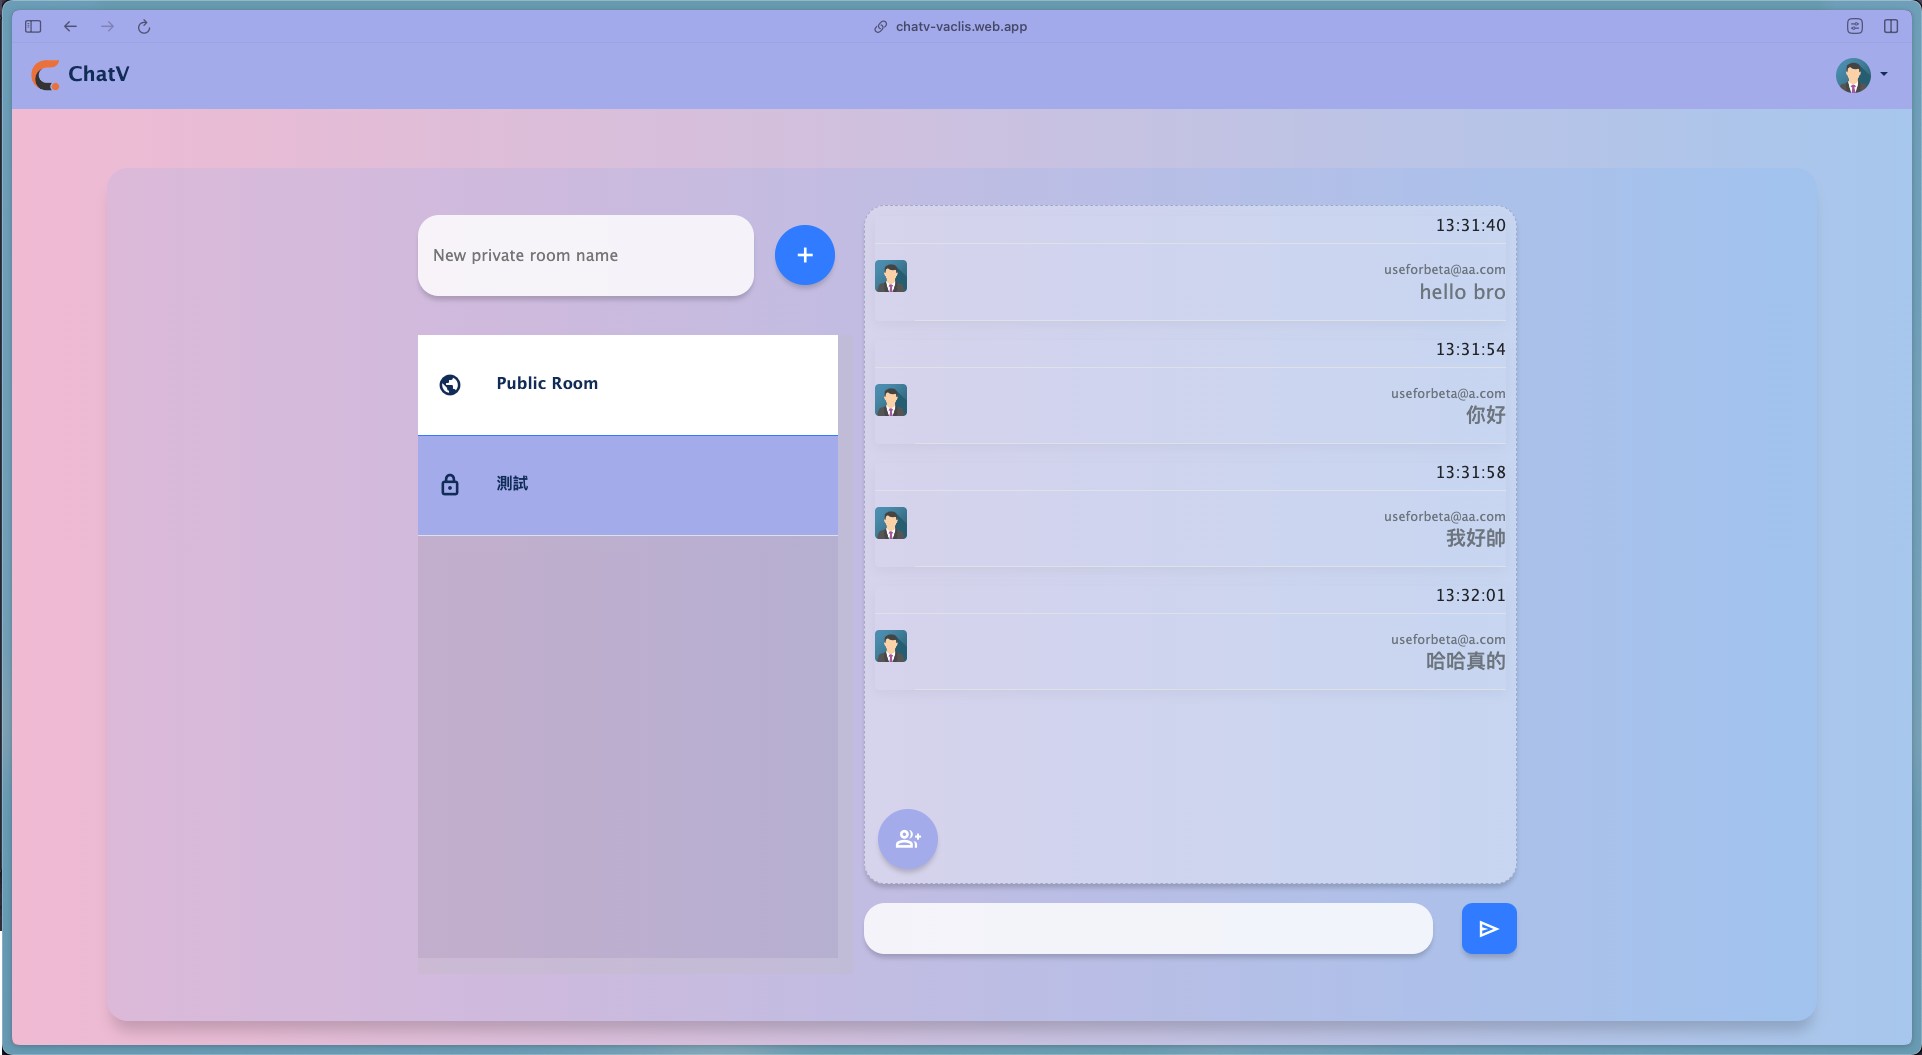 chatv-vaclis.web.app
ChatV
New private room name
Public Room
測試
13:31:40
useforbeta@aa.com
hello bro
13:31:54
useforbeta@a.com
你好
13:31:58
useforbeta@aa.com
我好帥
13:32:01
useforbeta@a.com
哈哈真的